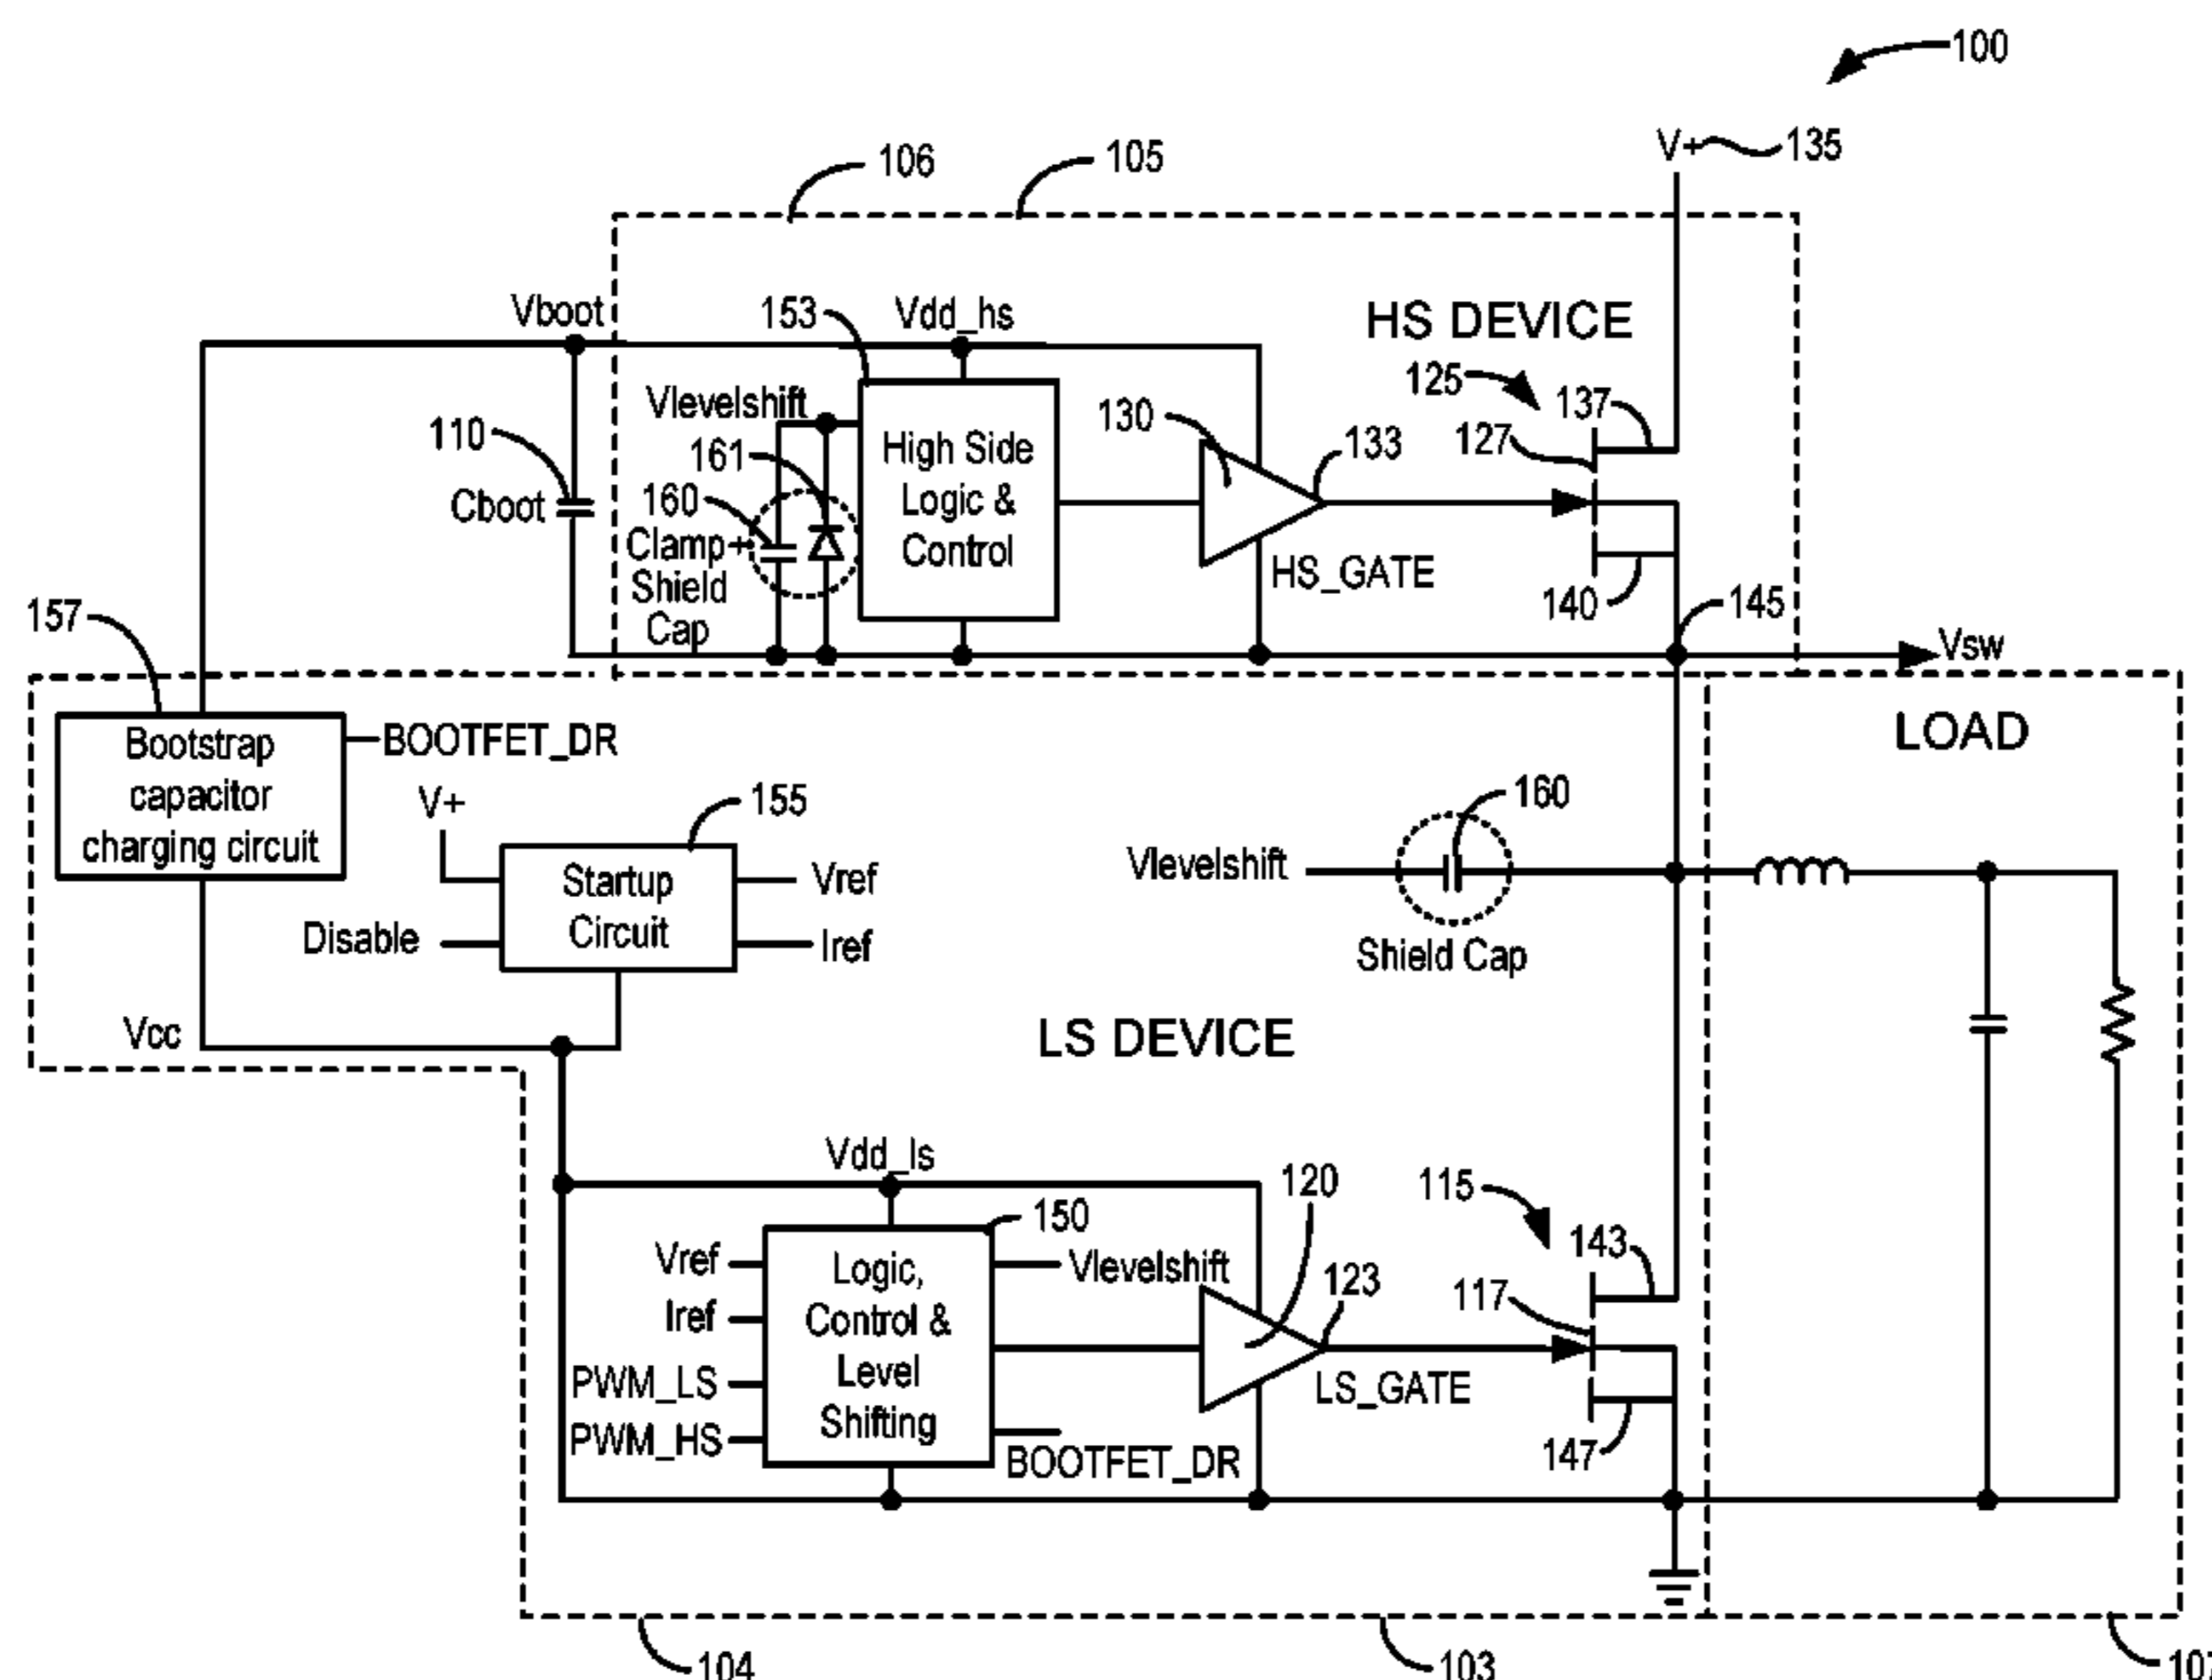 100
V+
135
106
105
Vboot
153
Vdd_hs
HS DEVICE
125
137
Vlevelshift
130
127
133
110
161
High Side
Logic &
Control
160
Cboot
Clamp+
Shield
Cap
HS_GATE
140
157
145
Vsw
Bootstrap
capacitor
charging circuit
BOOTFET_DR
LOAD
V+
155
160
Startup
Circuit
Vref
Vlevelshift
Disable
Iref
Shield Cap
Vcc
LS DEVICE
Vdd_ls
120
115
150
143
Vref
Logic,
Control &
Level
Shifting
Vlevelshift
123
117
Iref
PWM_LS
LS_GATE
PWM_HS
BOOTFET_DR
147
104
103